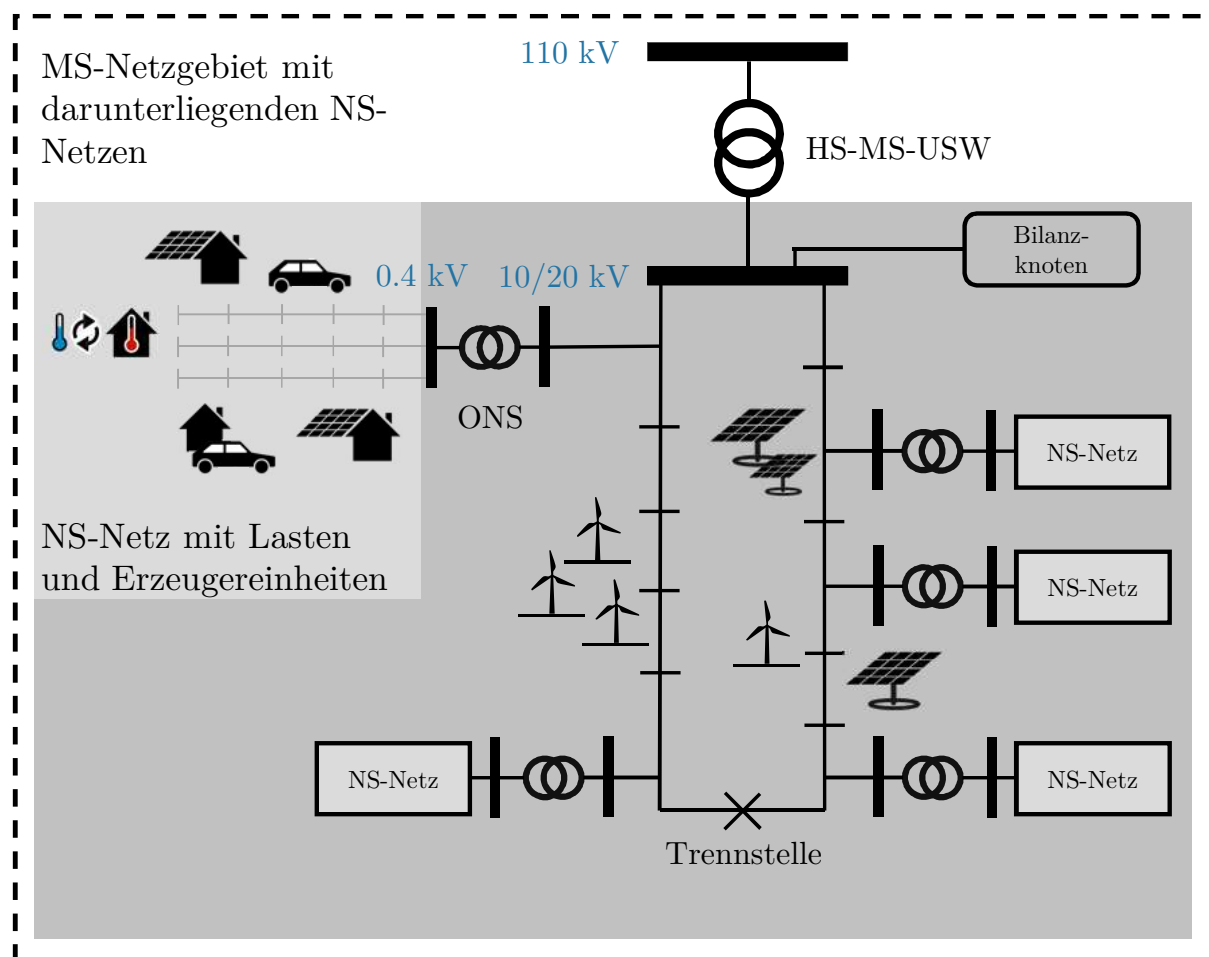 110 kV
MS-Netzgebiet mit
darunterliegenden NS-
Netzen
HS-MS-USW
Bilanz-
knoten
0.4 kV
10/20 kV
ONS
NS-Netz
NS-Netz mit Lasten
und Erzeugereinheiten
NS-Netz
NS-Netz
NS-Netz
Trennstelle